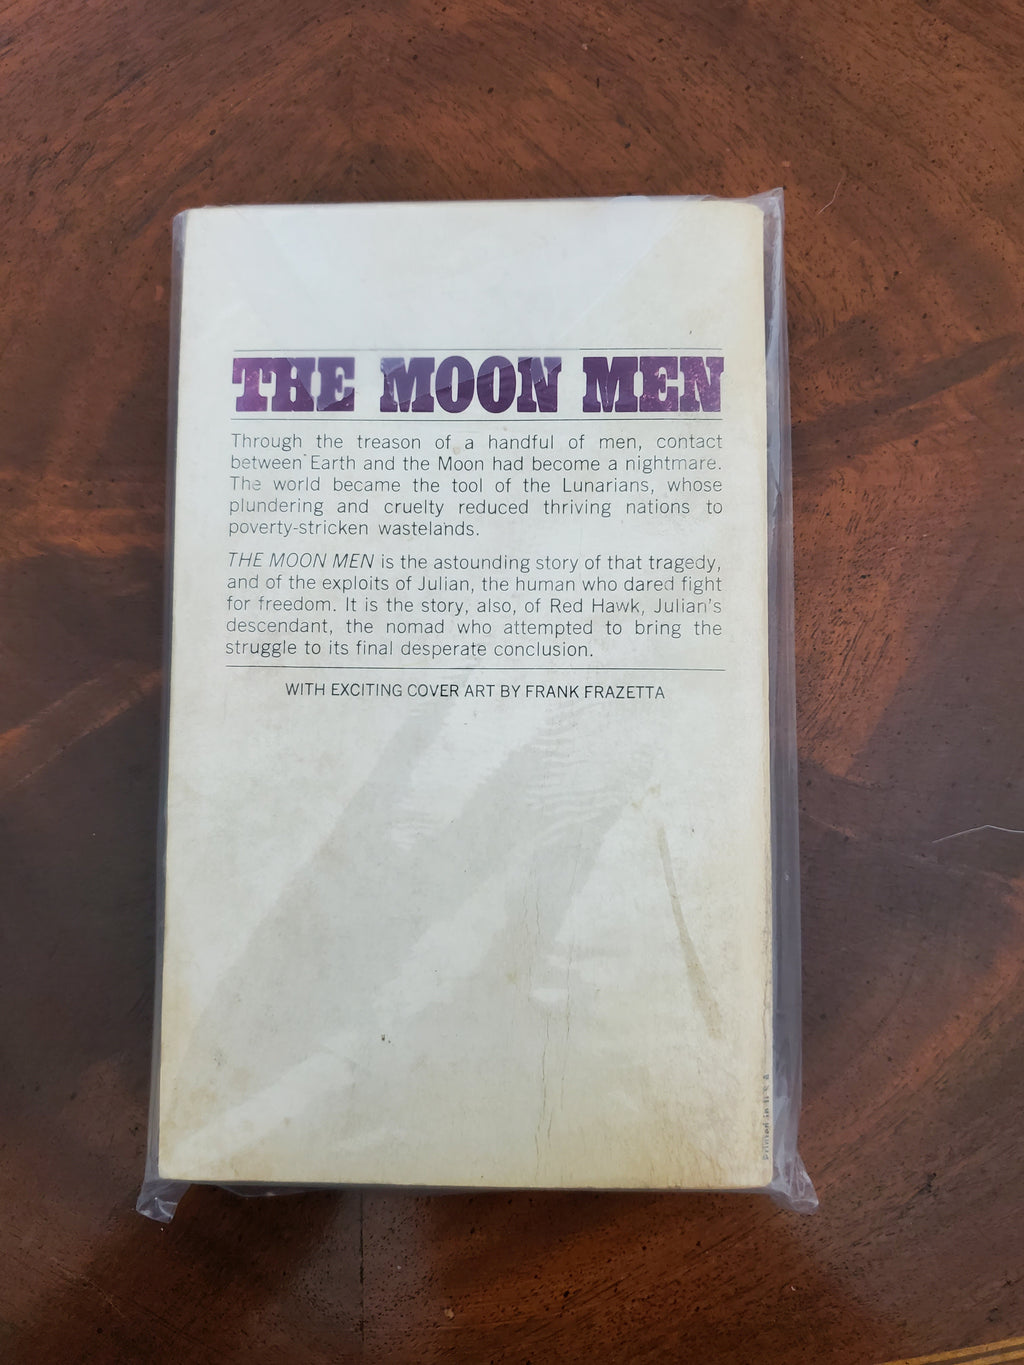 THE MOON MEN
Through the treason of a handful of men, contact
between Earth and the Moon had become a nightmare.
The world became the tool of the Lunarians, whose
plundering and cruelty reduced thriving nations to
poverty-stricken wastelands.
THE MOON MEN is the astounding story of that tragedy,
and of the exploits of Julian, the human who dared fight
for freedom. It is the story, also, of Red Hawk, Julian's
descendant, the nomad who attempted to bring the
struggle to its final desperate conclusion.
WITH EXCITING COVER ART BY FRANK FRAZETTA
Printed in U.S.A.